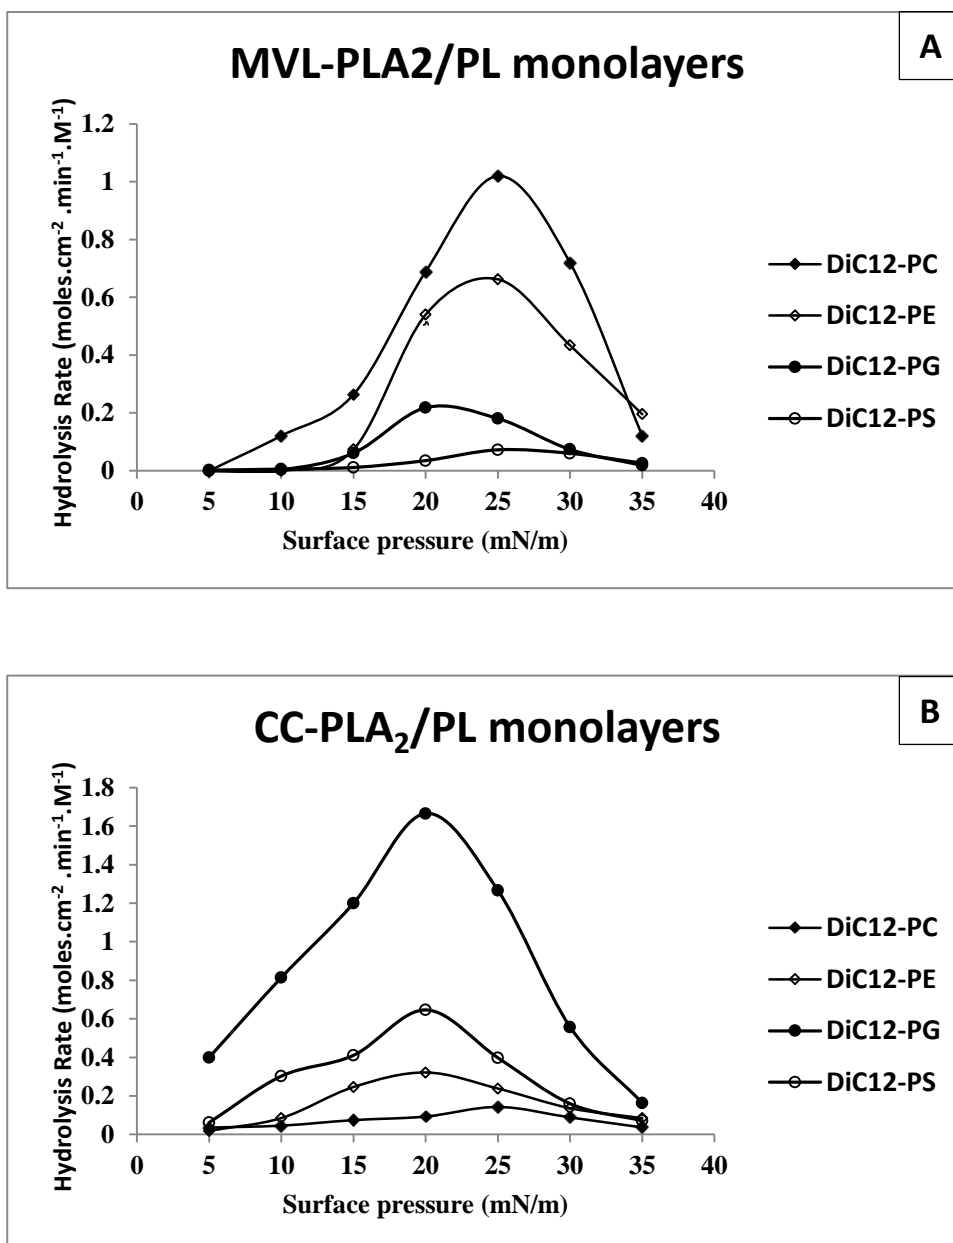 A
MVL-PLA2/PL monolayers
Hydrolysis Rate (moles.cm⁻² .min⁻¹.M⁻¹)
1.2
1
0.8
0.6
0.4
0.2
0
0 5 10 15 20 25 30 35 40
Surface pressure (mN/m)
DiC12-PC
DiC12-PE
DiC12-PG
DiC12-PS
B
CC-PLA₂/PL monolayers
Hydrolysis Rate (moles.cm⁻² .min⁻¹.M⁻¹)
1.8
1.6
1.4
1.2
1
0.8
0.6
0.4
0.2
0
0 5 10 15 20 25 30 35 40
Surface pressure (mN/m)
DiC12-PC
DiC12-PE
DiC12-PG
DiC12-PS